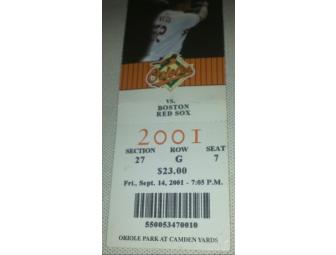 Orioles
VS.
BOSTON
RED SOX
2001
SECTION ROW SEAT
27 G 7
$23.00
Fri., Sept. 14, 2001 - 7:05 P.M.
550053470010
ORIOLE PARK AT CAMDEN YARDS